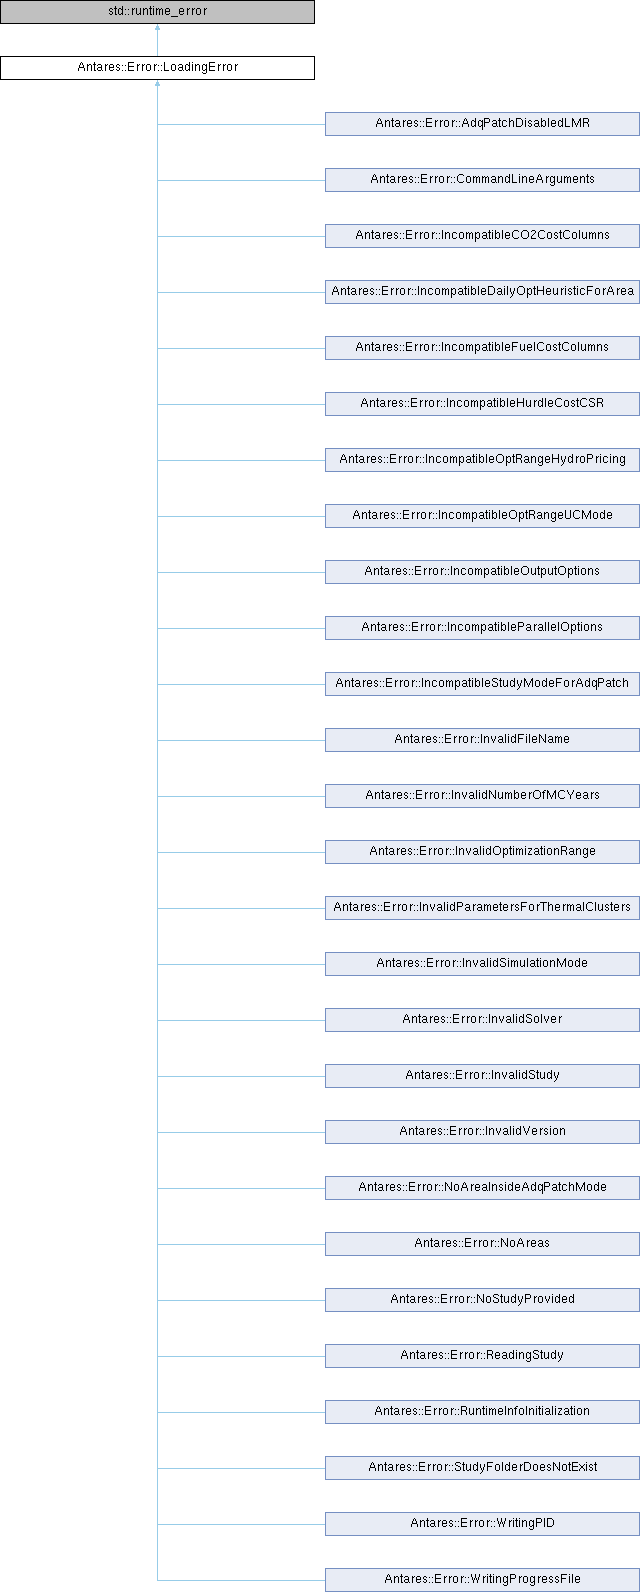 std::runtime_error
Antares::Error::LoadingError
Antares::Error::AdqPatchDisabledLMR
Antares::Error::CommandLineArguments
Antares::Error::IncompatibleCO2CostColumns
Antares::Error::IncompatibleDailyOptHeuristicForArea
Antares::Error::IncompatibleFuelCostColumns
Antares::Error::IncompatibleHurdleCostCSR
Antares::Error::IncompatibleOptRangeHydroPricing
Antares::Error::IncompatibleOptRangeUCMode
Antares::Error::IncompatibleOutputOptions
Antares::Error::IncompatibleParallelOptions
Antares::Error::IncompatibleStudyModeForAdqPatch
Antares::Error::InvalidFileName
Antares::Error::InvalidNumberOfMCYears
Antares::Error::InvalidOptimizationRange
Antares::Error::InvalidParametersForThermalClusters
Antares::Error::InvalidSimulationMode
Antares::Error::InvalidSolver
Antares::Error::InvalidStudy
Antares::Error::InvalidVersion
Antares::Error::NoAreaInsideAdqPatchMode
Antares::Error::NoAreas
Antares::Error::NoStudyProvided
Antares::Error::ReadingStudy
Antares::Error::RuntimeInfoInitialization
Antares::Error::StudyFolderDoesNotExist
Antares::Error::WritingPID
Antares::Error::WritingProgressFile